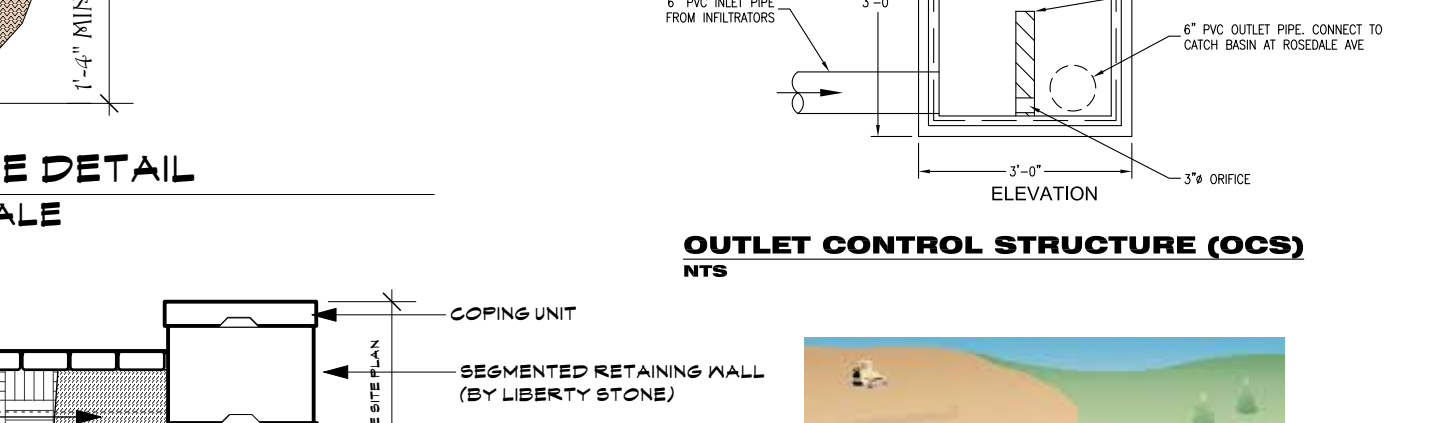 6" PVC INLET PIPE
FROM INFILTRATORS
3'-0"
6" PVC OUTLET PIPE. CONNECT TO
CATCH BASIN AT ROSEDALE AVE
3'-0"
3"ø ORIFICE
ELEVATION
OUTLET CONTROL STRUCTURE (OCS)
NTS
1'-4" MIN
E DETAIL
ALE
COPING UNIT
SEGMENTED RETAINING WALL
(BY LIBERTY STONE)
E SITE PLAN